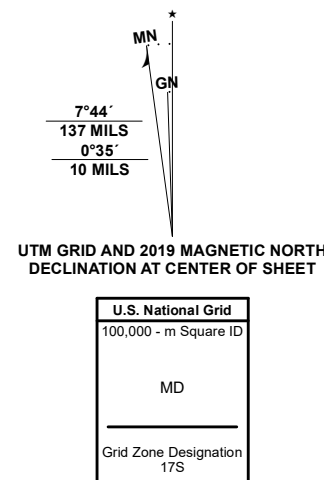 ★
MN
GN
7°44´
137 MILS
0°35´
10 MILS
UTM GRID AND 2019 MAGNETIC NORTH
DECLINATION AT CENTER OF SHEET
U.S. National Grid
100,000 - m Square ID
MD
Grid Zone Designation
17S